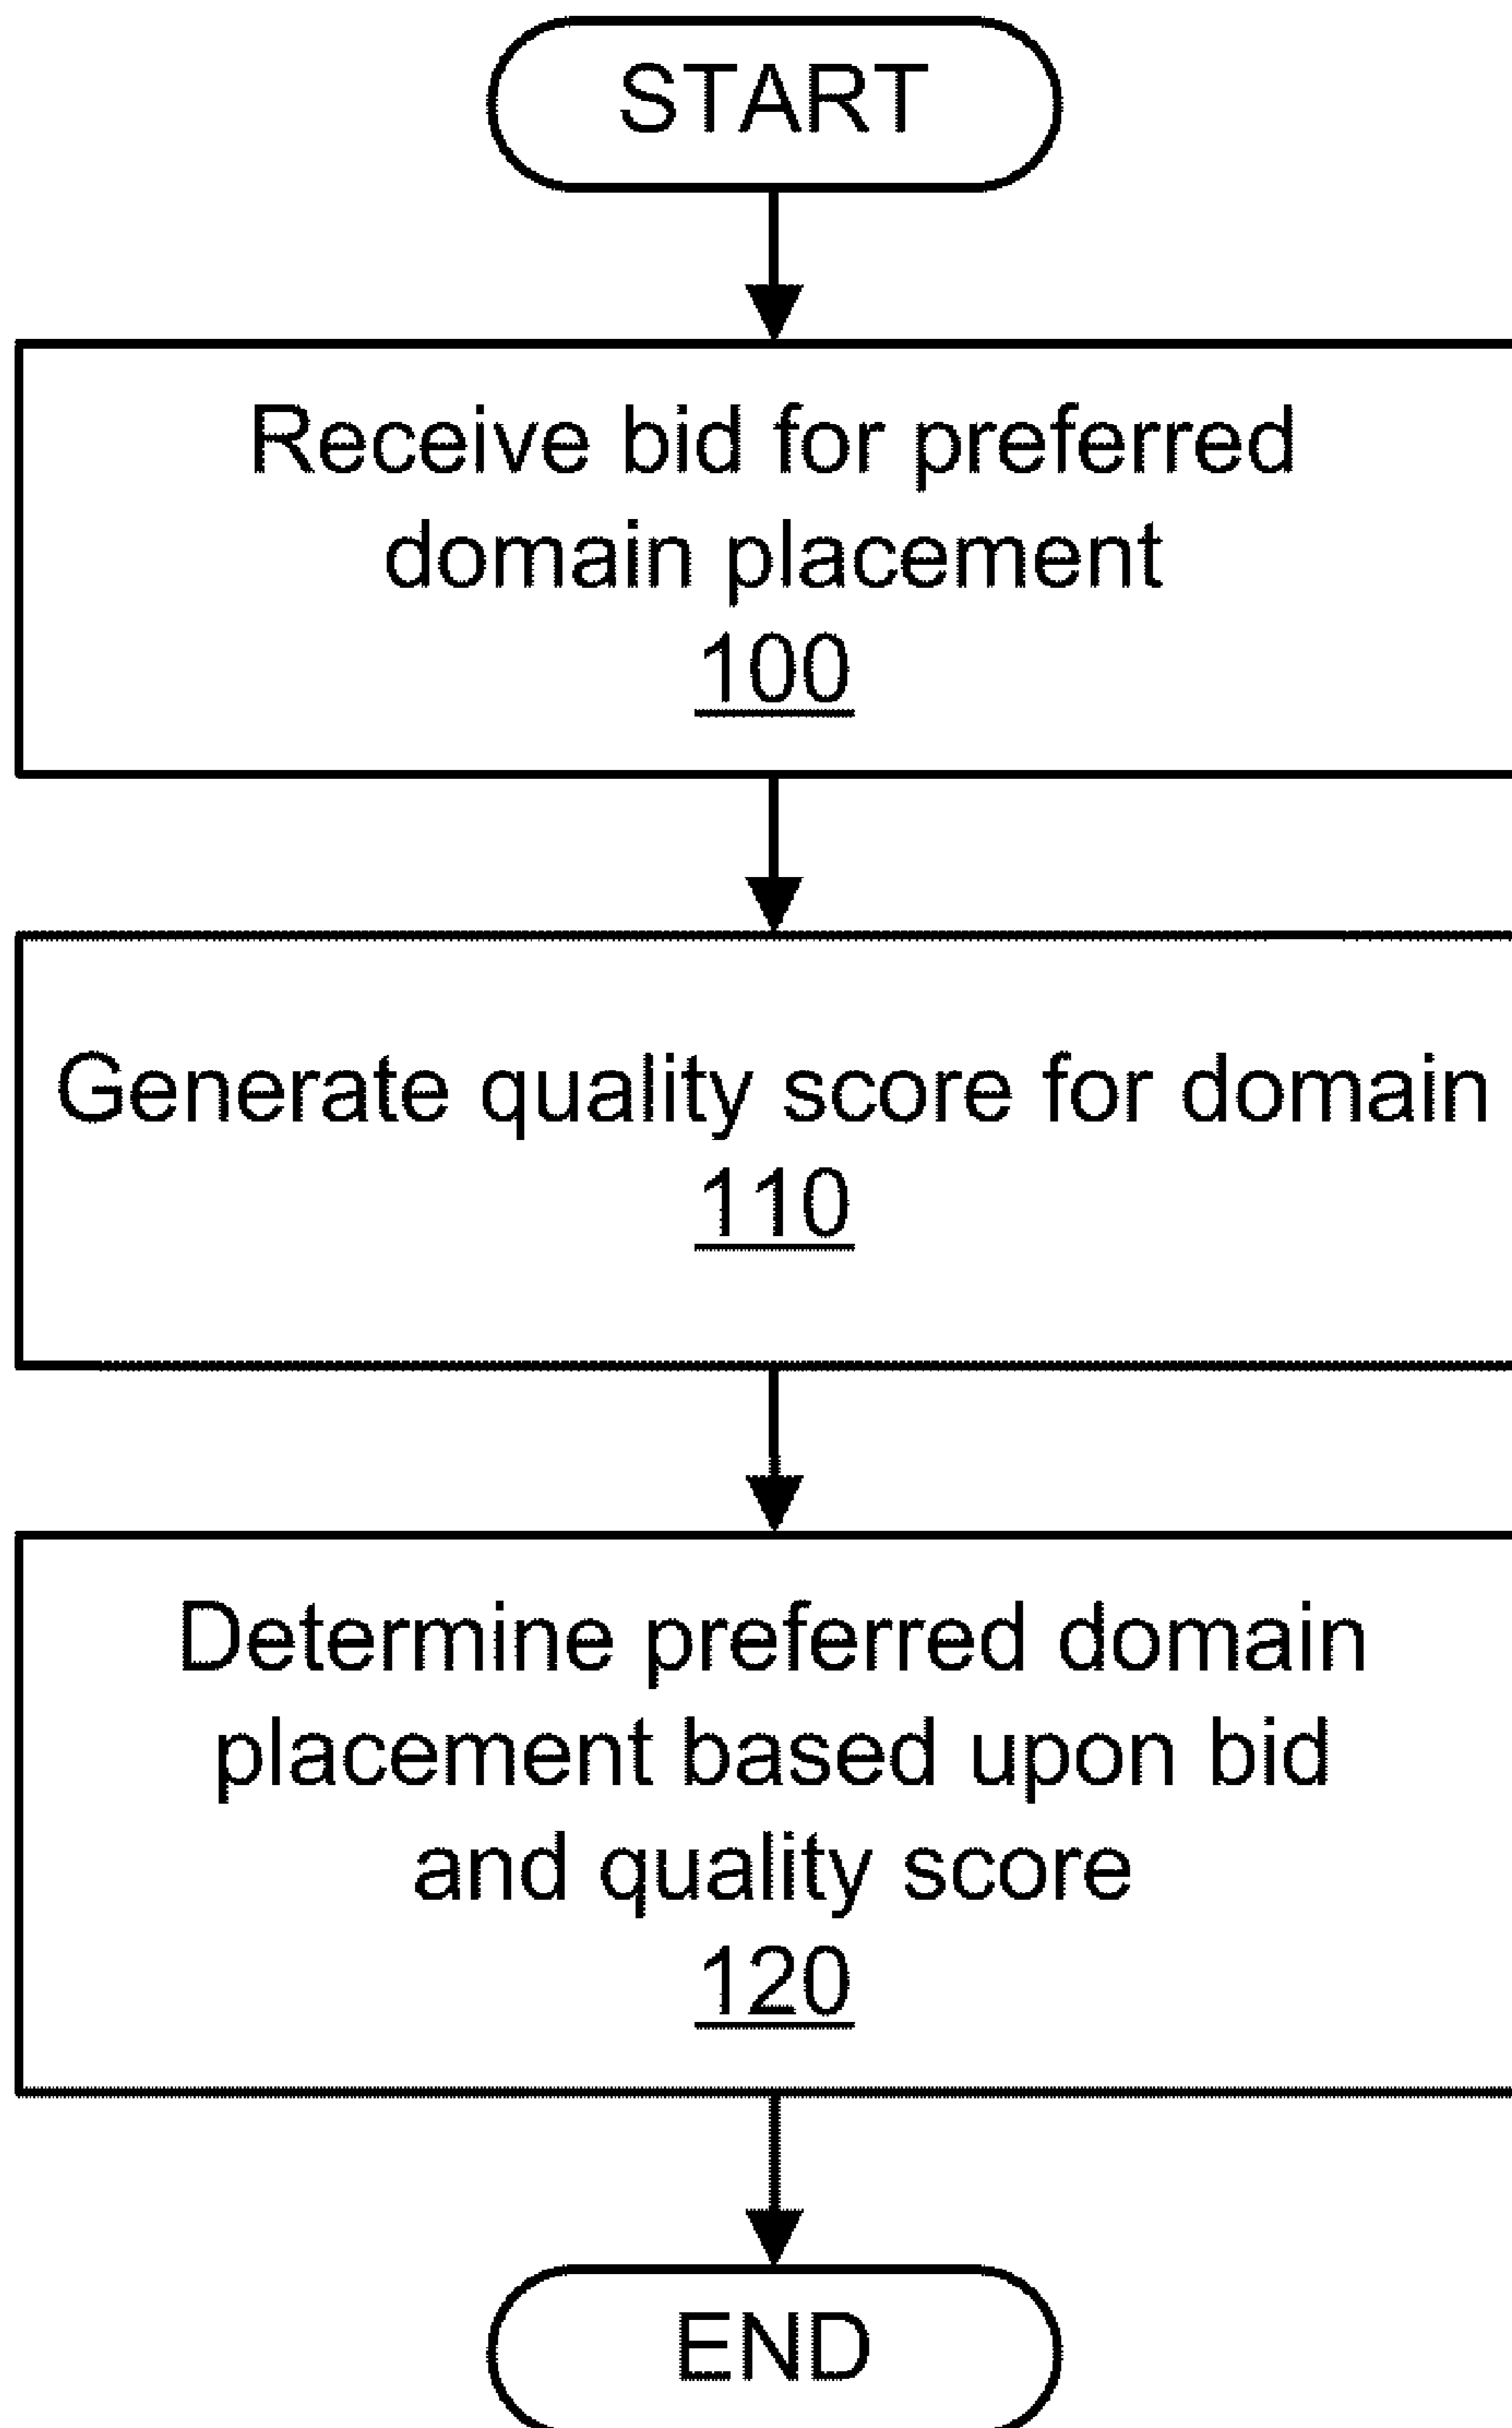 START
Receive bid for preferred
domain placement
100
Generate quality score for domain
110
Determine preferred domain
placement based upon bid
and quality score
120
END